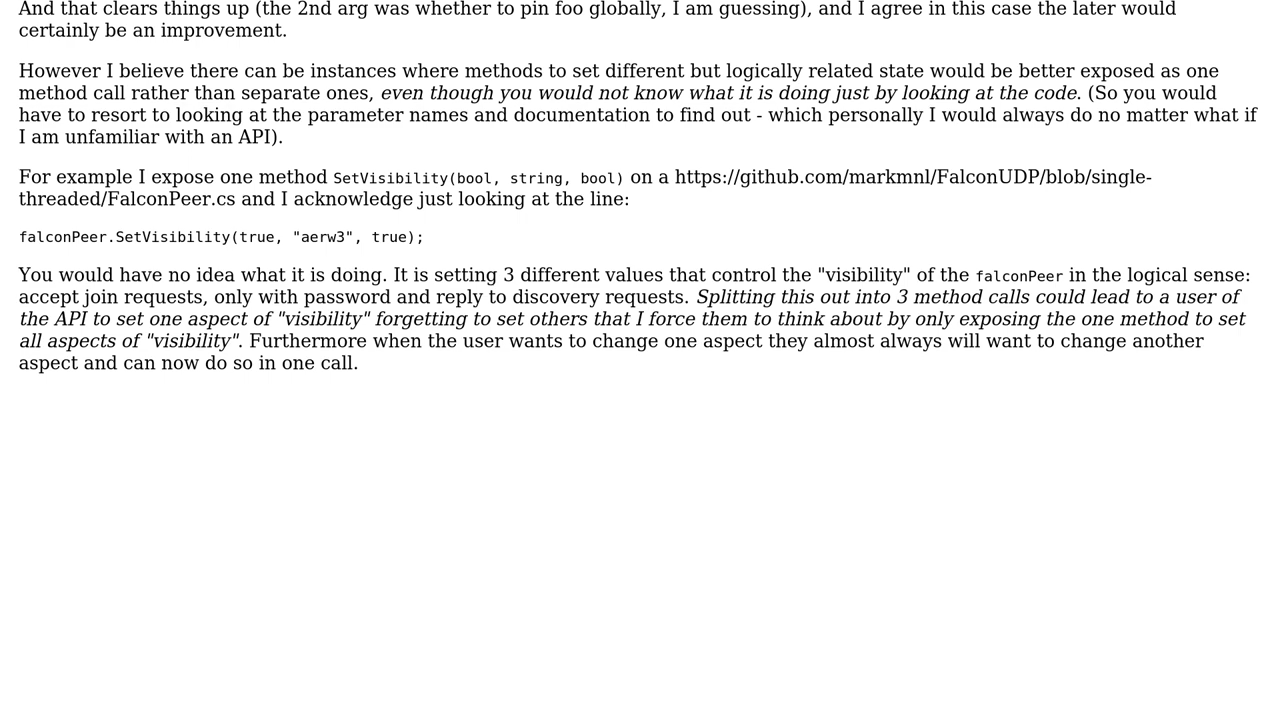 And that clears things up (the 2nd arg was whether to pin foo globally, I am guessing), and I agree in this case the later would
certainly be an improvement.
However I believe there can be instances where methods to set different but logically related state would be better exposed as one
method call rather than separate ones, even though you would not know what it is doing just by looking at the code. (So you would
have to resort to looking at the parameter names and documentation to find out - which personally I would always do no matter what if
I am unfamiliar with an API).
For example I expose one method SetVisibility(bool, string, bool) on a https://github.com/markmnl/FalconUDP/blob/single-
threaded/FalconPeer.cs and I acknowledge just looking at the line:
falconPeer.SetVisibility(true, "aerw3", true);
You would have no idea what it is doing. It is setting 3 different values that control the "visibility" of the falconPeer in the logical sense:
accept join requests, only with password and reply to discovery requests. Splitting this out into 3 method calls could lead to a user of
the API to set one aspect of "visibility" forgetting to set others that I force them to think about by only exposing the one method to set
all aspects of "visibility". Furthermore when the user wants to change one aspect they almost always will want to change another
aspect and can now do so in one call.